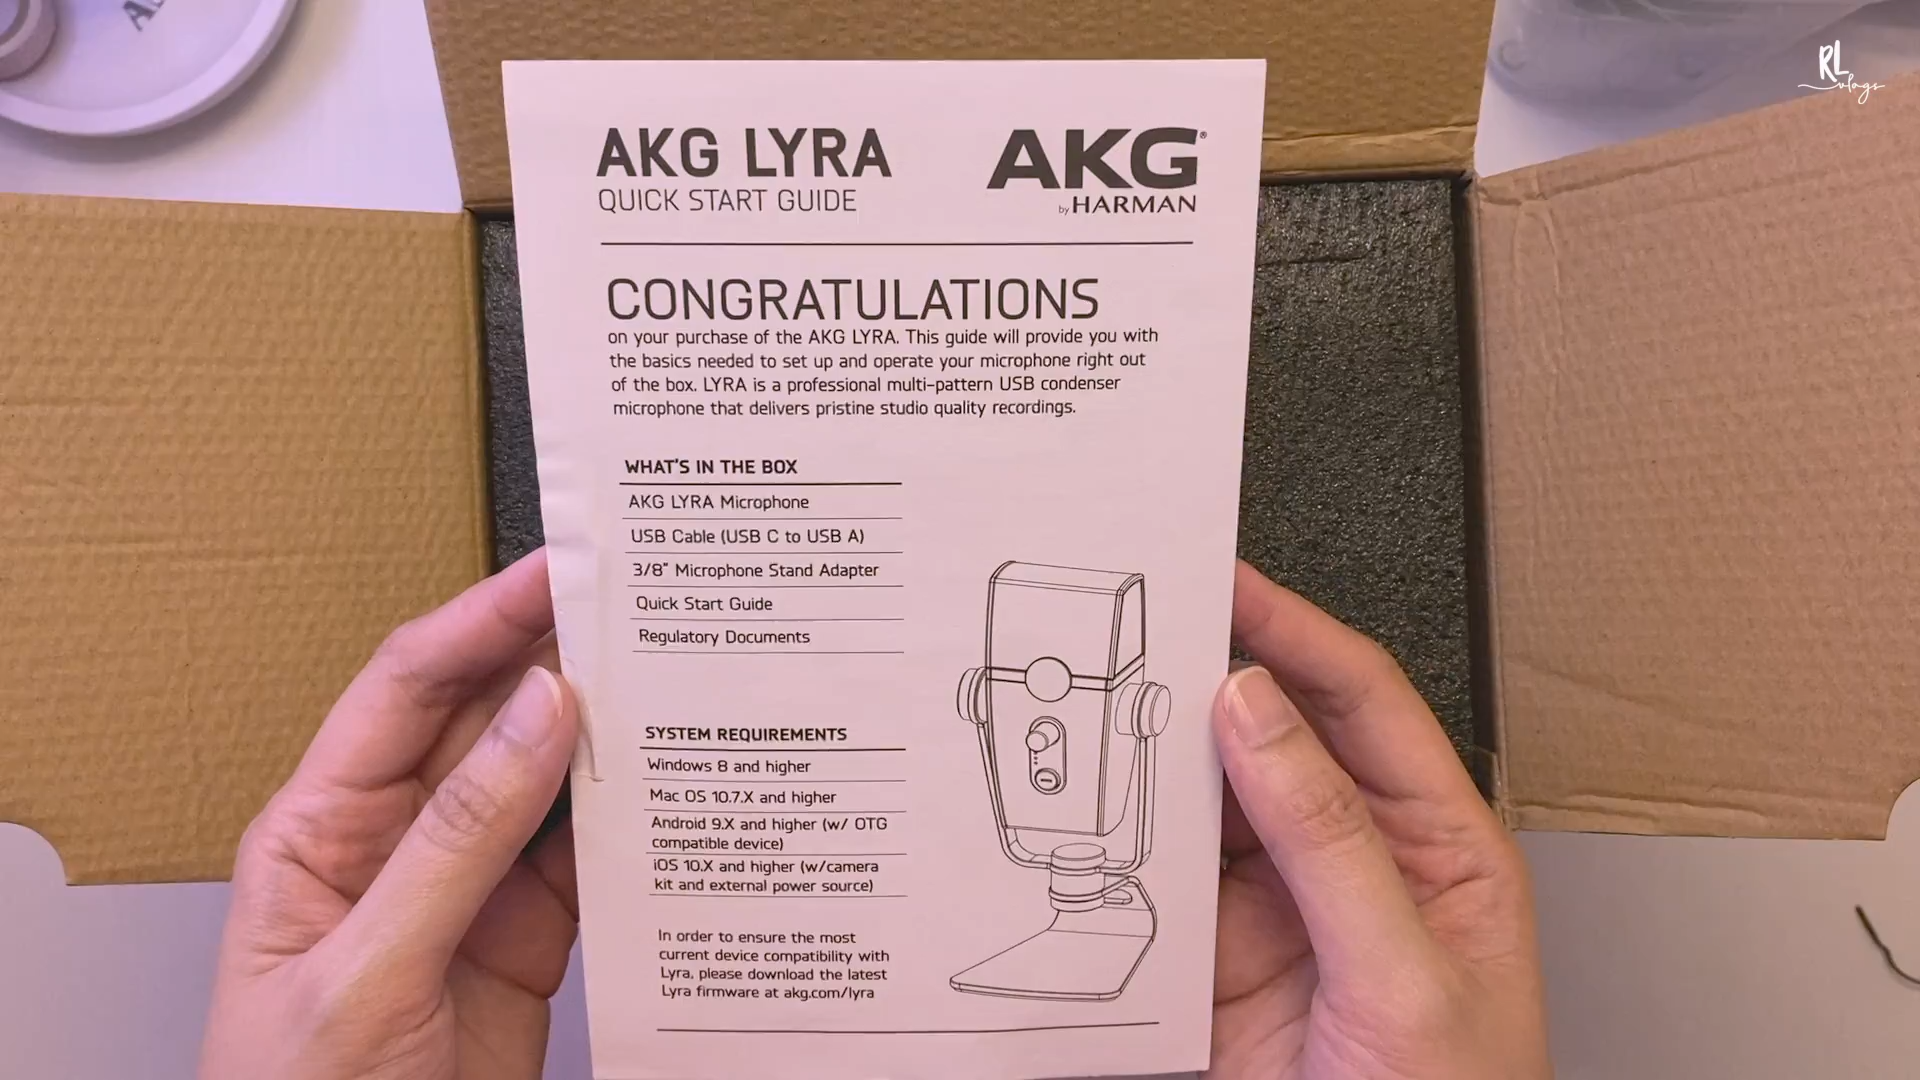 RL
vlogs
AKG LYRA
QUICK START GUIDE
AKG®
by HARMAN
CONGRATULATIONS
on your purchase of the AKG LYRA. This guide will provide you with
the basics needed to set up and operate your microphone right out
of the box. LYRA is a professional multi-pattern USB condenser
microphone that delivers pristine studio quality recordings.
WHAT'S IN THE BOX
AKG LYRA Microphone
USB Cable (USB C to USB A)
3/8" Microphone Stand Adapter
Quick Start Guide
Regulatory Documents
SYSTEM REQUIREMENTS
Windows 8 and higher
Mac OS 10.7.X and higher
Android 9.X and higher (w/ OTG
compatible device)
iOS 10.X and higher (w/camera
kit and external power source)
In order to ensure the most
current device compatibility with
Lyra, please download the latest
Lyra firmware at akg.com/lyra